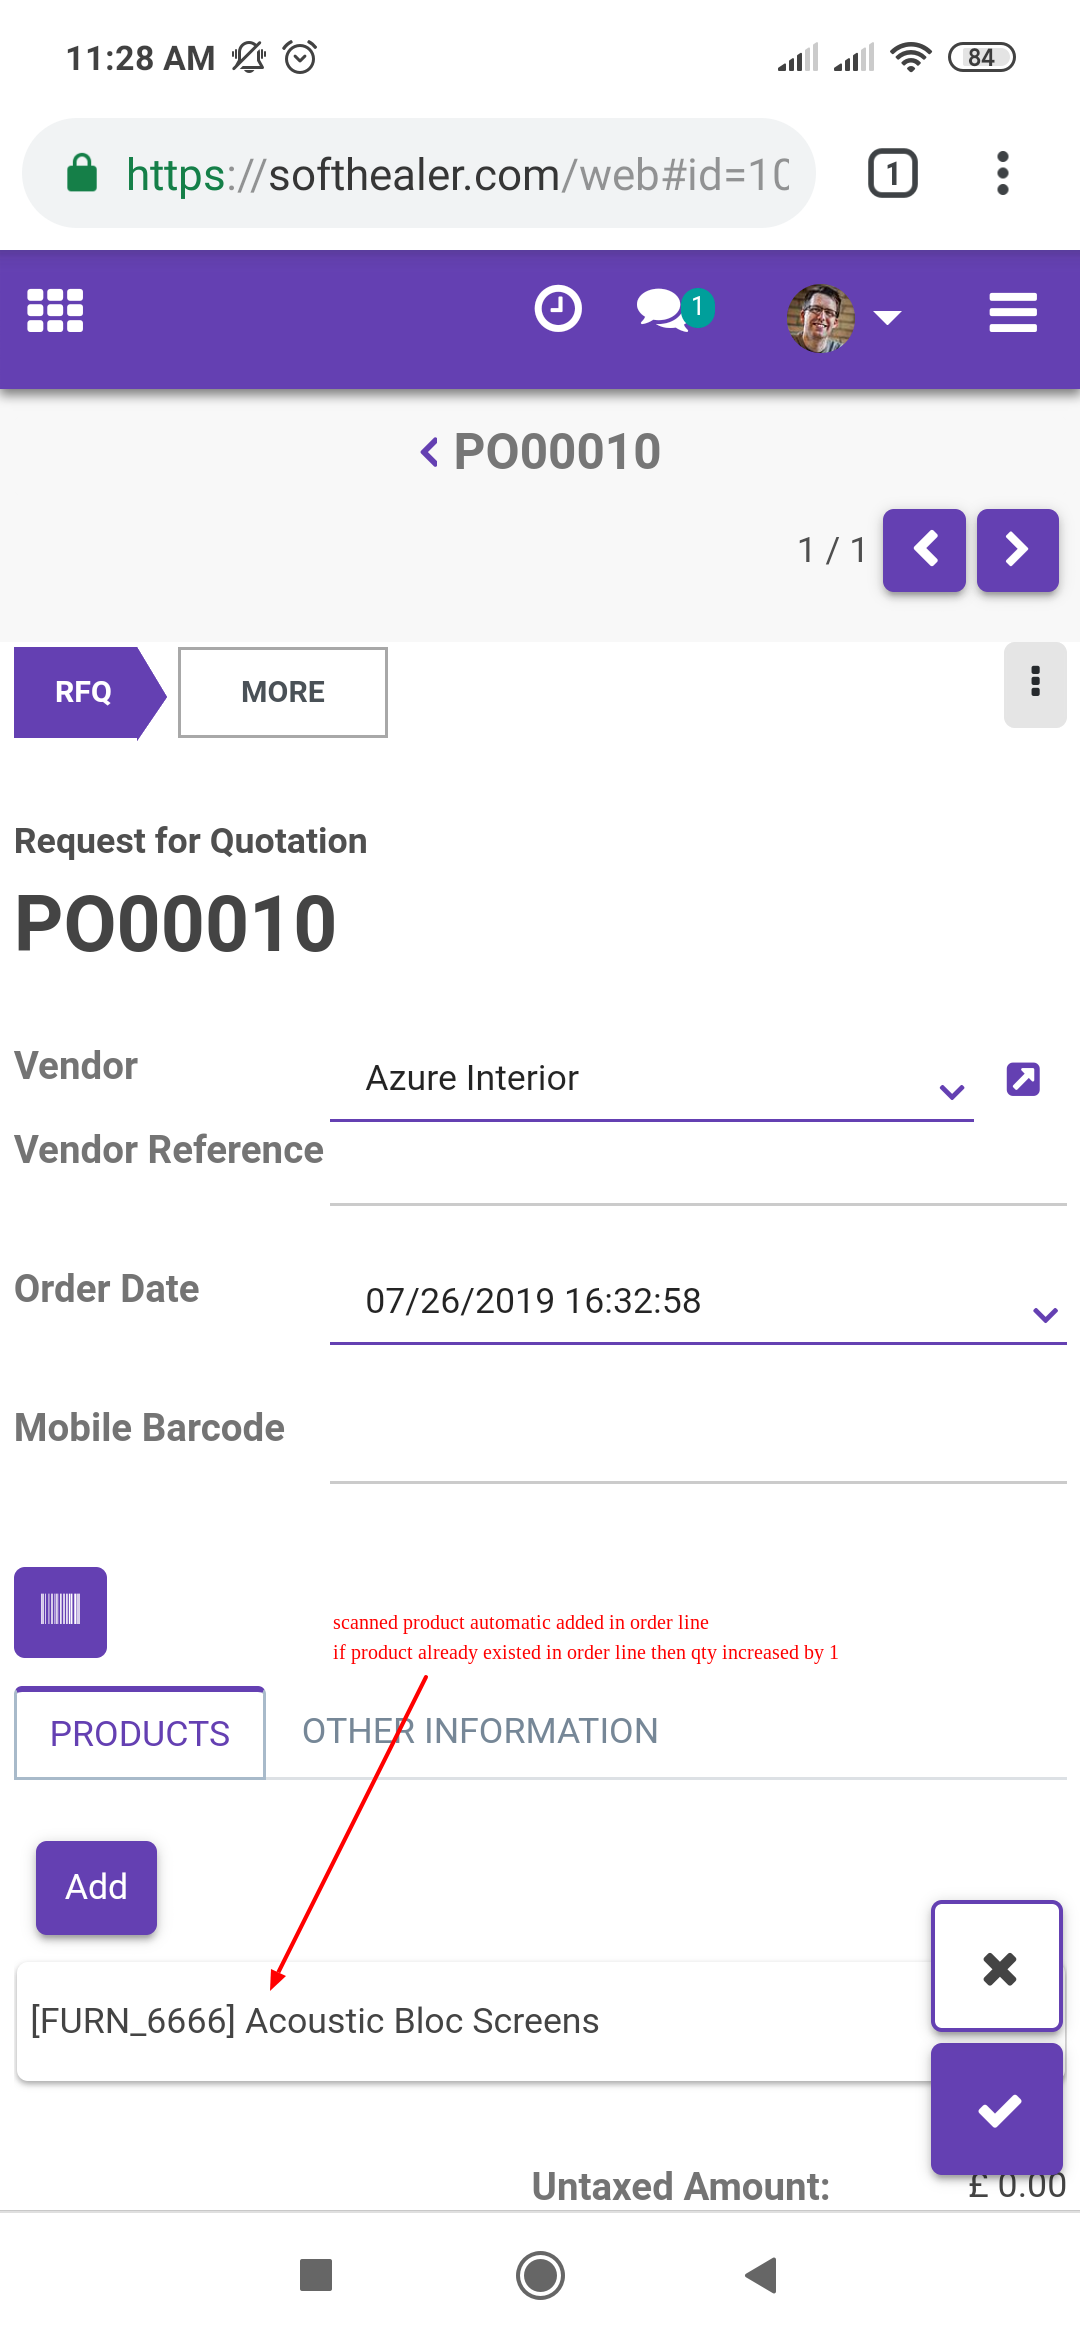 11:28 AM
84
https://softhealer.com/web#id=10
1
1
PO00010
1 / 1
RFQ
MORE
Request for Quotation
PO00010
Vendor
Azure Interior
Vendor Reference
Order Date
07/26/2019 16:32:58
Mobile Barcode
scanned product automatic added in order line
if product already existed in order line then qty increased by 1
PRODUCTS
OTHER INFORMATION
Add
[FURN_6666] Acoustic Bloc Screens
Untaxed Amount:
£ 0.00